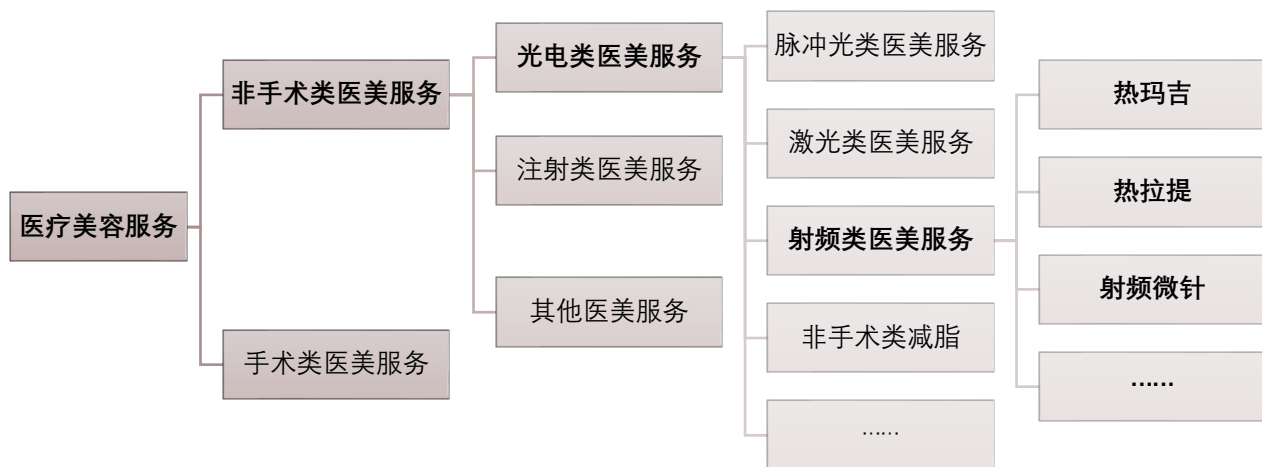 医疗美容服务
非手术类医美服务
手术类医美服务
光电类医美服务
注射类医美服务
其他医美服务
脉冲光类医美服务
激光类医美服务
射频类医美服务
非手术类减脂
……
热玛吉
热拉提
射频微针
……